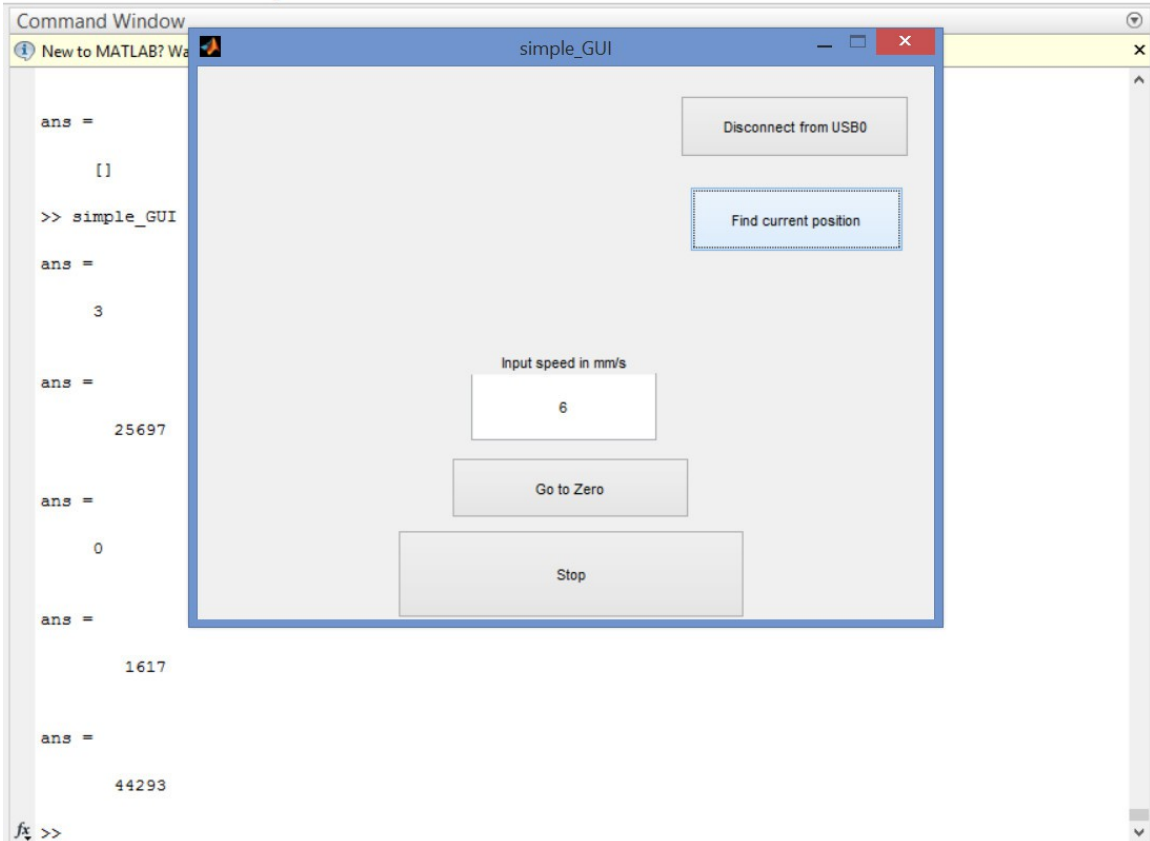 Command Window
New to MATLAB? Wa
ans =
[]
>> simple_GUI
ans =
3
ans =
25697
ans =
0
ans =
1617
ans =
44293
fx >>
simple_GUI
Disconnect from USB0
Find current position
Input speed in mm/s
6
Go to Zero
Stop